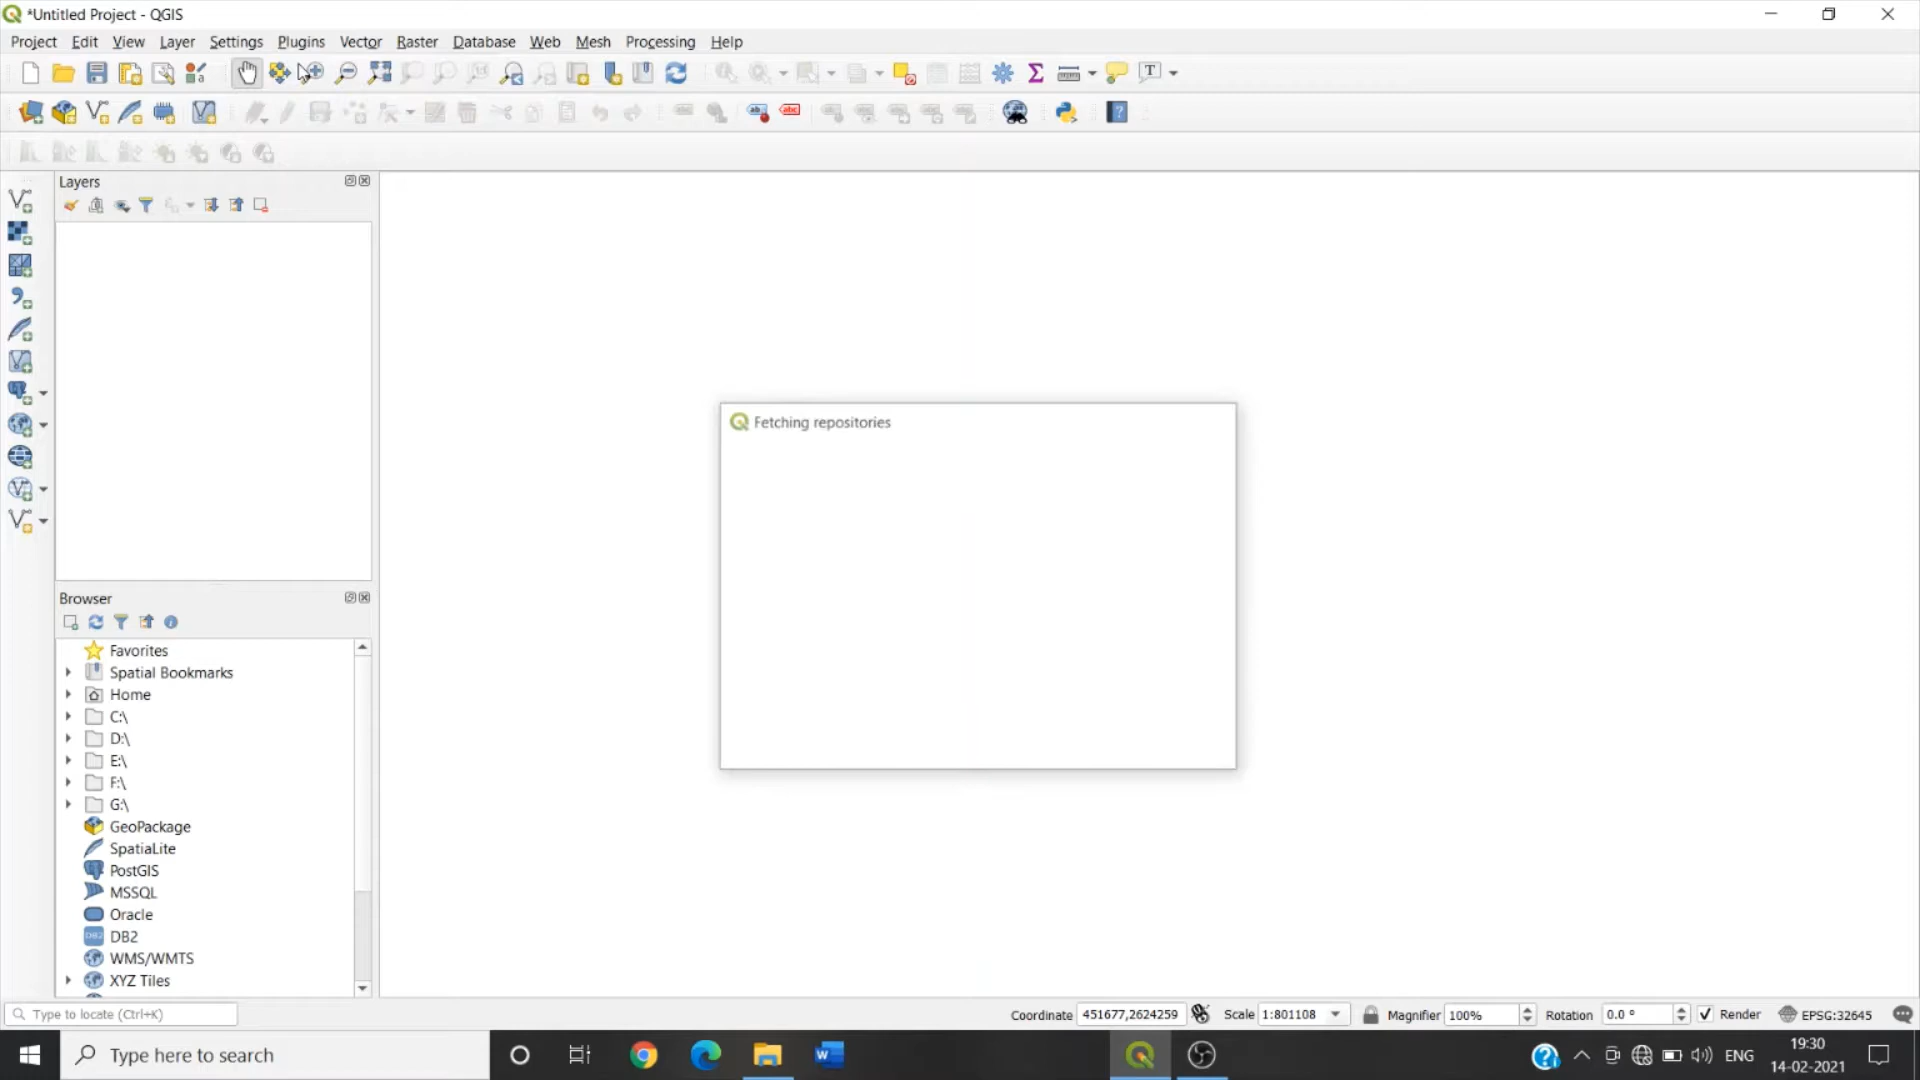 *Untitled Project - QGIS
Project Edit View Layer Settings Plugins Vector Raster Database Web Mesh Processing Help
Layers
Fetching repositories
Browser
Favorites
Spatial Bookmarks
Home
C:\
D:\
E:\
F:\
G:\
GeoPackage
SpatiaLite
PostGIS
MSSQL
Oracle
DB2
WMS/WMTS
XYZ Tiles
Type to locate (Ctrl+K)
Coordinate 451677,2624259 Scale 1:801108 Magnifier 100% Rotation 0.0 ° Render EPSG:32645
Type here to search
ENG
19:30
14-02-2021